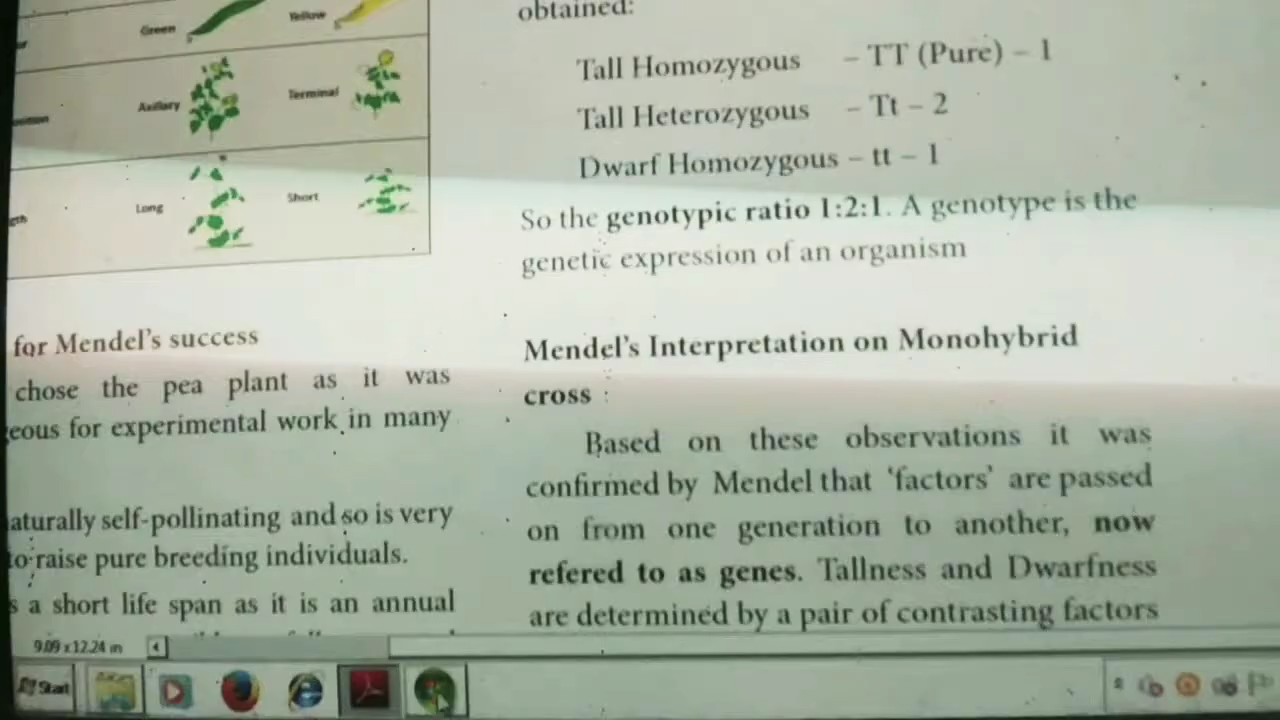 Green
Yellow
Axillary
Terminal
Long
Short
for Mendel's success
chose the pea plant as it was
eous for experimental work in many
aturally self-pollinating and so is very
to raise pure breeding individuals.
s a short life span as it is an annual
obtained:
Tall Homozygous – TT (Pure) – 1
Tall Heterozygous – Tt – 2
Dwarf Homozygous – tt – 1
So the genotypic ratio 1:2:1. A genotype is the
genetic expression of an organism
Mendel's Interpretation on Monohybrid
cross :
Based on these observations it was
confirmed by Mendel that 'factors' are passed
on from one generation to another, now
refered to as genes. Tallness and Dwarfness
are determined by a pair of contrasting factors
9.09 x 12.24 in
Start